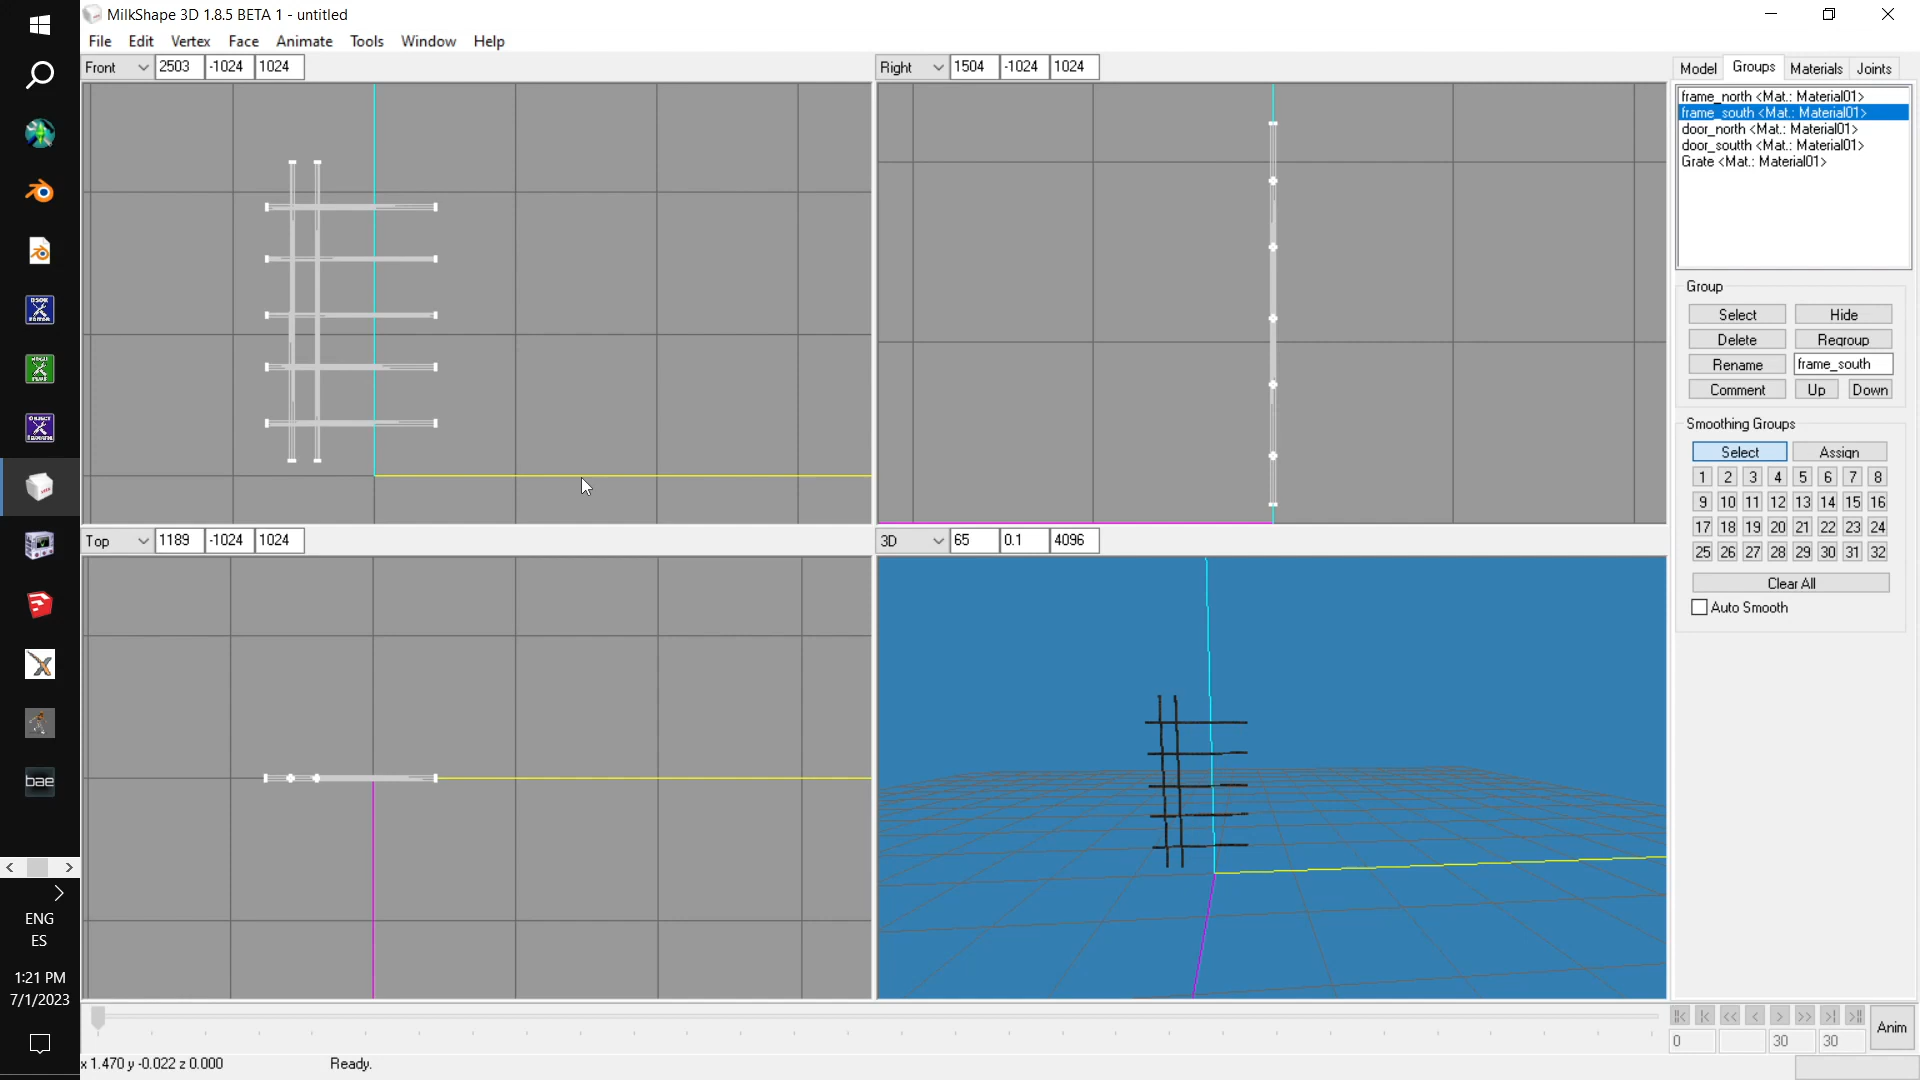 MilkShape 3D 1.8.5 BETA 1 - untitled
File Edit Vertex Face Animate Tools Window Help
Front 2503 -1024 1024
Right 1504 -1024 1024
Model Groups Materials Joints
frame_north <Mat.: Material01>
frame_south <Mat.: Material01>
door_north <Mat.: Material01>
door_soutth <Mat.: Material01>
Grate <Mat.: Material01>
Group
Select Hide
Delete Regroup
Rename frame_south
Comment Up Down
Smoothing Groups
Select Assign
1 2 3 4 5 6 7 8
9 10 11 12 13 14 15 16
17 18 19 20 21 22 23 24
25 26 27 28 29 30 31 32
Clear All
Auto Smooth
Top 1189 -1024 1024
3D 65 0.1 4096
bae
ENG
ES
1:21 PM
7/1/2023
Anim
0 30 30
x 1.470 y -0.022 z 0.000 Ready.